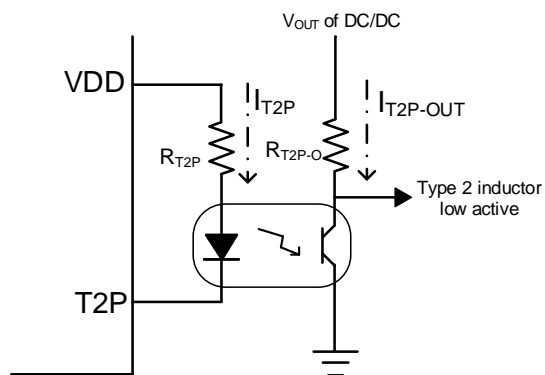 VOUT of DC/DC
VDD
IT2P
IT2P-OUT
RT2P
RT2P-O
Type 2 inductor
low active
T2P